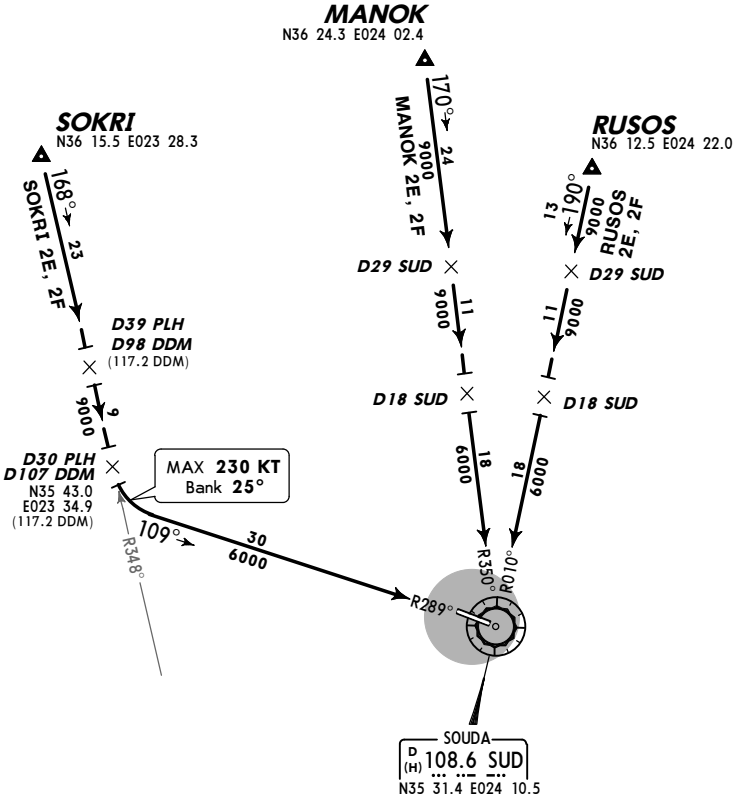 MANOK
N36 24.3 E024 02.4
SOKRI
N36 15.5 E023 28.3
RUSOS
N36 12.5 E024 22.0
170°
24
9000
MANOK 2E, 2F
168°
23
SOKRI 2E, 2F
190°
13
9000
RUSOS
2E, 2F
D29 SUD
D29 SUD
11
9000
11
9000
D39 PLH
D98 DDM
(117.2 DDM)
9
9000
D18 SUD
D18 SUD
D30 PLH
D107 DDM
N35 43.0
E023 34.9
(117.2 DDM)
MAX 230 KT
Bank 25°
18
6000
18
6000
109°
30
6000
R348°
R350°
R010°
R289°
SOUDA
D
(H)
108.6 SUD
N35 31.4 E024 10.5